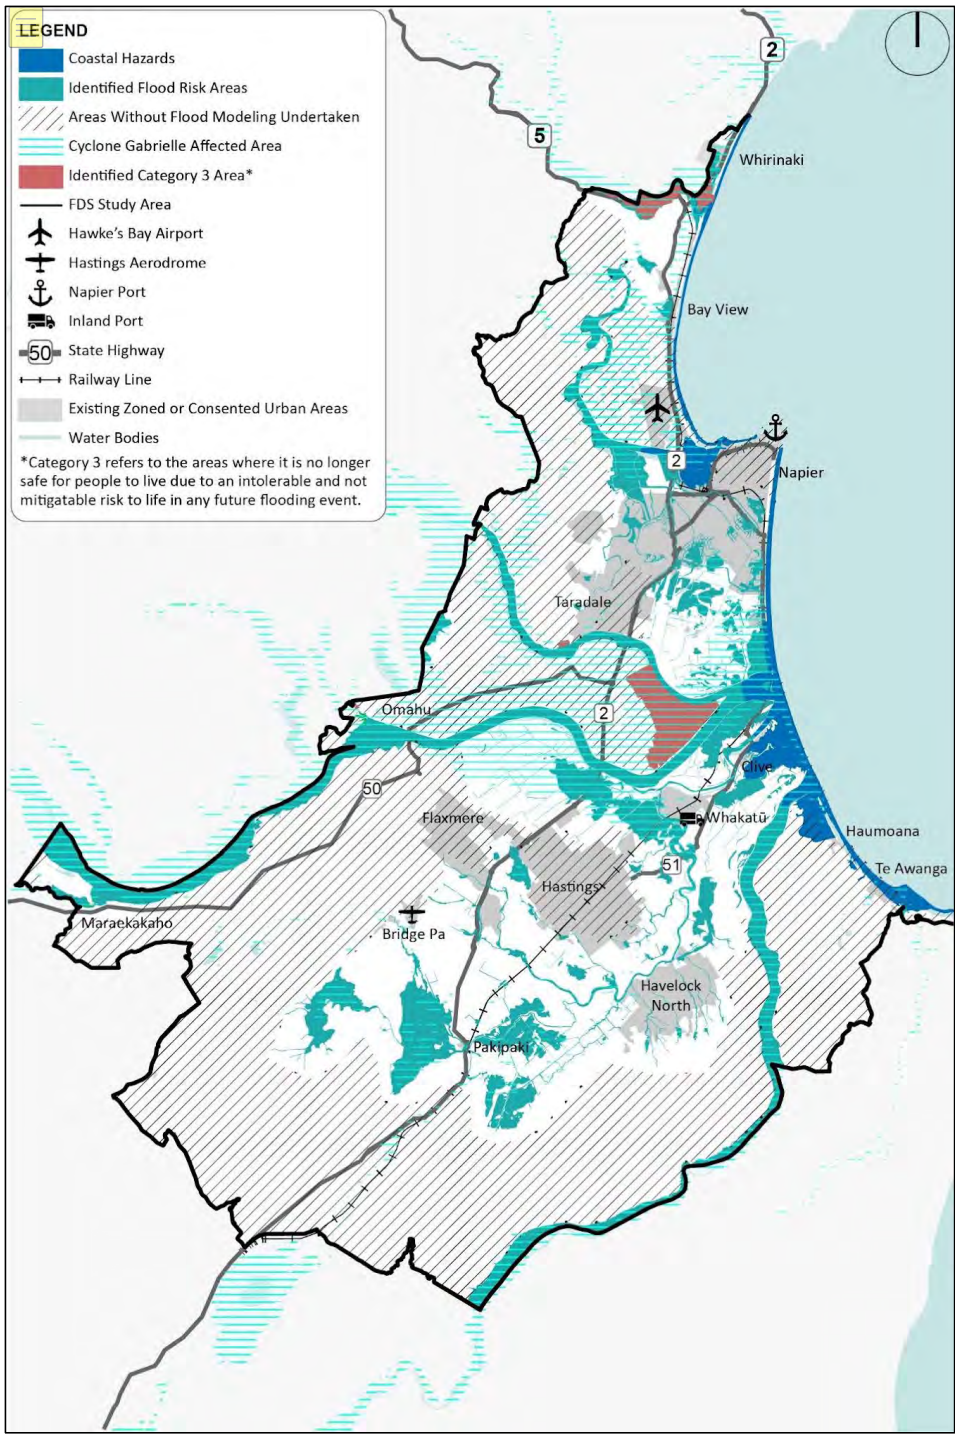 LEGEND
Coastal Hazards
Identified Flood Risk Areas
Areas Without Flood Modeling Undertaken
Cyclone Gabrielle Affected Area
Identified Category 3 Area*
FDS Study Area
Hawke's Bay Airport
Hastings Aerodrome
Napier Port
Inland Port
50 State Highway
Railway Line
Existing Zoned or Consented Urban Areas
Water Bodies
*Category 3 refers to the areas where it is no longer
safe for people to live due to an intolerable and not
mitigatable risk to life in any future flooding event.
2
5
Whirinaki
Bay View
2
Napier
Taradale
Omahu
2
Clive
50
Flaxmere
Whakatū
Haumoana
51
Te Awanga
Hastings
Maraekakaho
Bridge Pa
Havelock
North
Pakipaki